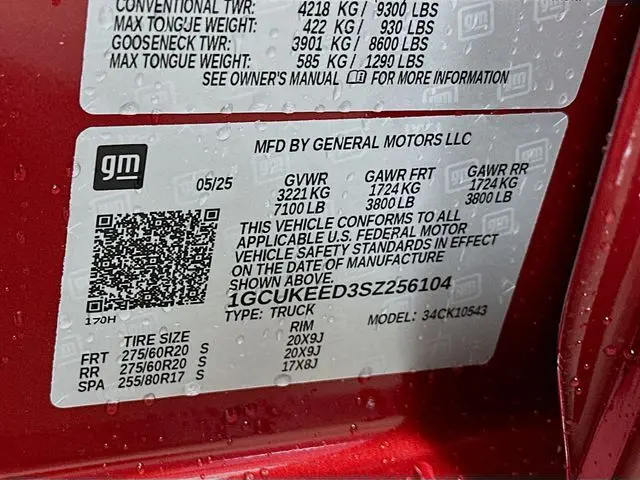 CONVENTIONAL TWR: 4218 KG / 9300 LBS
MAX TONGUE WEIGHT: 422 KG / 930 LBS
GOOSENECK TWR: 3901 KG / 8600 LBS
MAX TONGUE WEIGHT: 585 KG / 1290 LBS
SEE OWNER'S MANUAL FOR MORE INFORMATION
gm
MFD BY GENERAL MOTORS LLC
05/25 GVWR GAWR FRT GAWR RR
3221 KG 1724 KG 1724 KG
7100 LB 3800 LB 3800 LB
THIS VEHICLE CONFORMS TO ALL
APPLICABLE U.S. FEDERAL MOTOR
VEHICLE SAFETY STANDARDS IN EFFECT
ON THE DATE OF MANUFACTURE
SHOWN ABOVE.
1GCUKEED3SZ256104
170H TYPE: TRUCK MODEL: 34CK10543
TIRE SIZE RIM
FRT 275/60R20 S 20X9J
RR 275/60R20 S 20X9J
SPA 255/80R17 S 17X8J